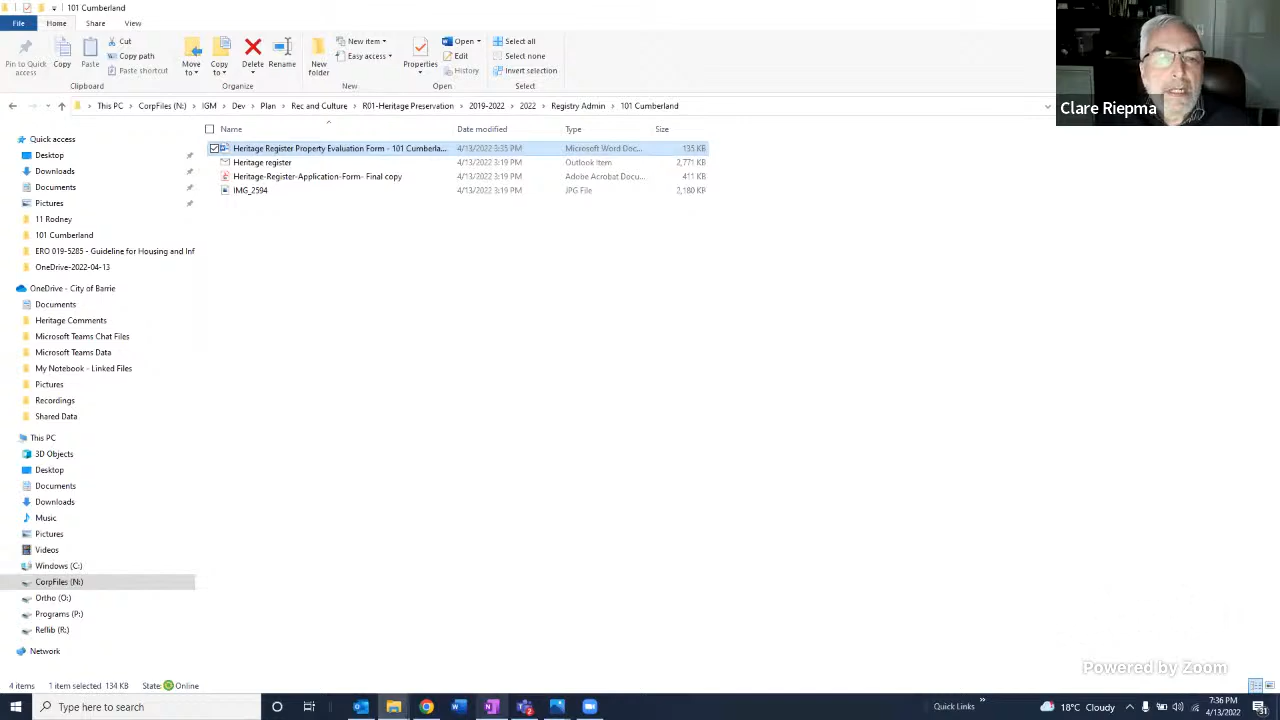 101 Cumberland
File Home Share View
Pin to Quick access
Copy
Paste
Cut
Copy path
Paste shortcut
Clipboard
Move to
Copy to
Delete
Rename
Organize
New folder
New item
Easy access
New
Properties
Open
Edit
History
Open
Select all
Select none
Invert selection
Select
This PC > CorpFiles (N:) > IGM > Dev > Plan > Rec and Culture > R01-Heritage Preservation > 2019-2022 > 2022 > Registry Admin > 101 Cumberland
Name Date modified Type Size
Heritage Register Property Evaluation Form - 101 Cumberla... 4/13/2022 3:35 PM Microsoft Word Doc... 135 KB
Heritage register 4/13/2022 3:19 PM Outlook Item 2,771 KB
Heritage-Register-Application-Form- Final copy 4/13/2022 3:19 PM Adobe Acrobat Docu... 411 KB
IMG_2594 4/13/2022 3:19 PM JPG File 2,180 KB
Quick access
Desktop
Downloads
Documents
Pictures
11 Rodney
101 Cumberland
ERO 019-5285 - Guideline for Housing and Inf
OneDrive-2022-04-13
OneDrive - City of Barrie
Documents
Heritage Comments
Microsoft Teams Chat Files
Microsoft Teams Data
My Notebook - Linked Files
Pictures
Recordings
Shared Data
This PC
3D Objects
Desktop
Documents
Downloads
Music
Pictures
Videos
Windows (C:)
CorpFiles (N:)
Ortho (O:)
Programs (P:)
Reflib (R:)
Network
4 items 1 item selected 134 KB State: Online
Clare Riepma
Powered by Zoom
Type here to search
Quick Links
18°C Cloudy
7:36 PM
4/13/2022